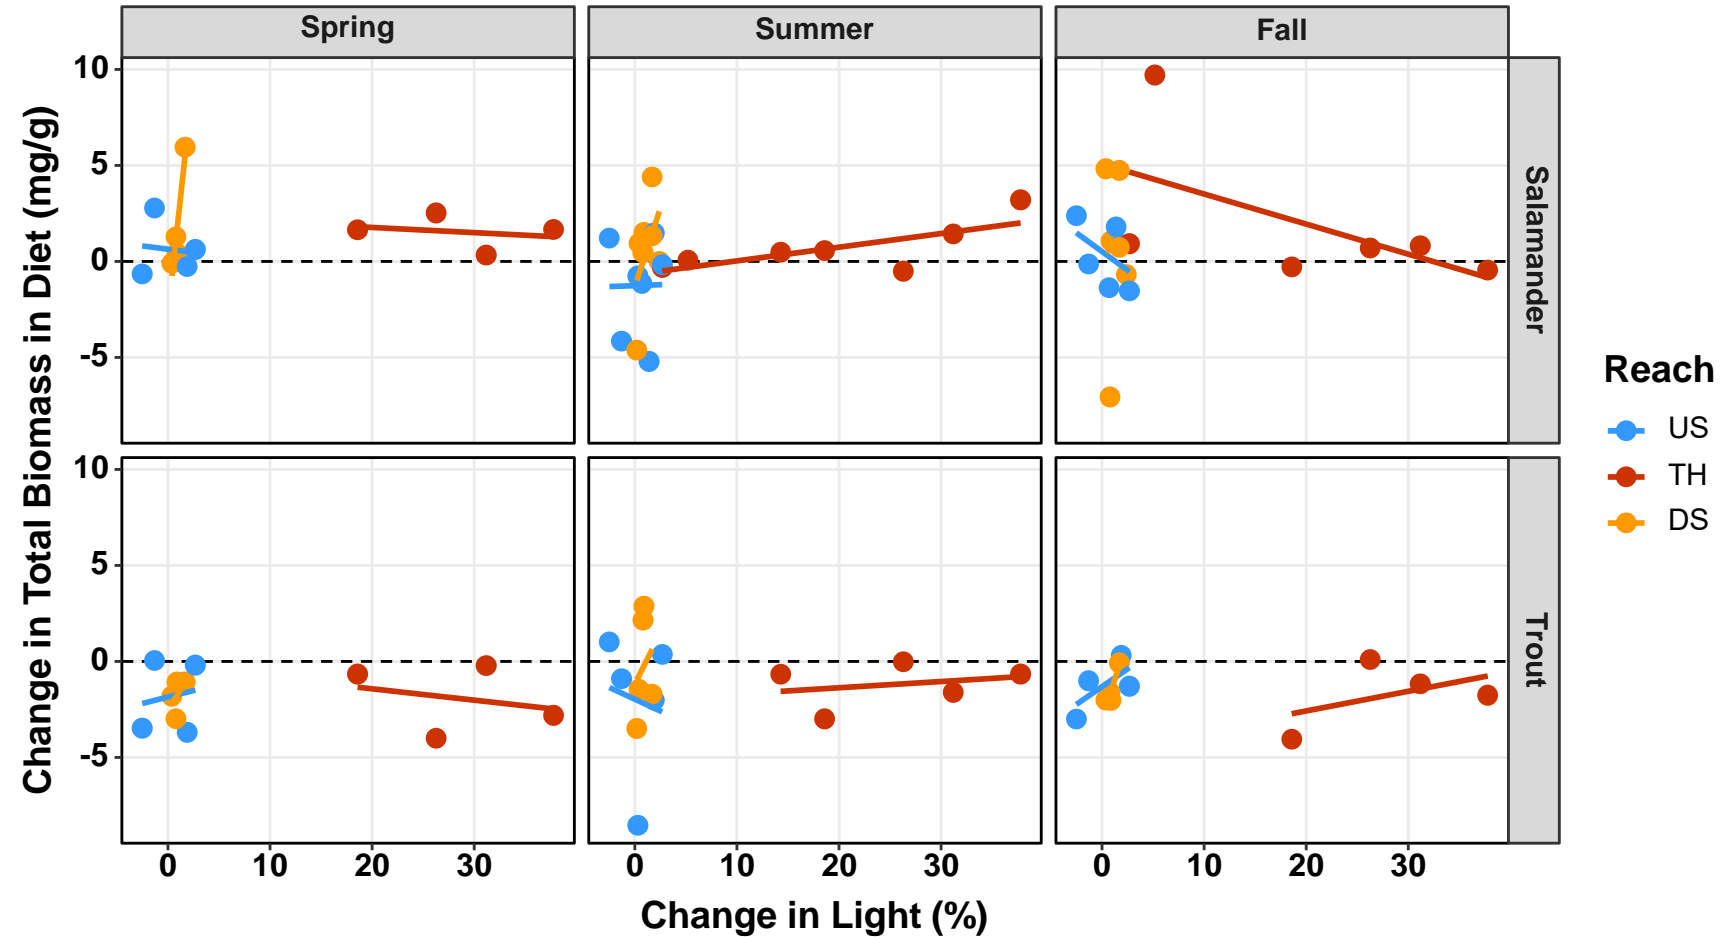 Spring Summer Fall
10
5
0
-5
Salamander
10
5
0
-5
Trout
0 10 20 30 0 10 20 30 0 10 20 30
Change in Light (%)
Change in Total Biomass in Diet (mg/g)
Reach
US
TH
DS